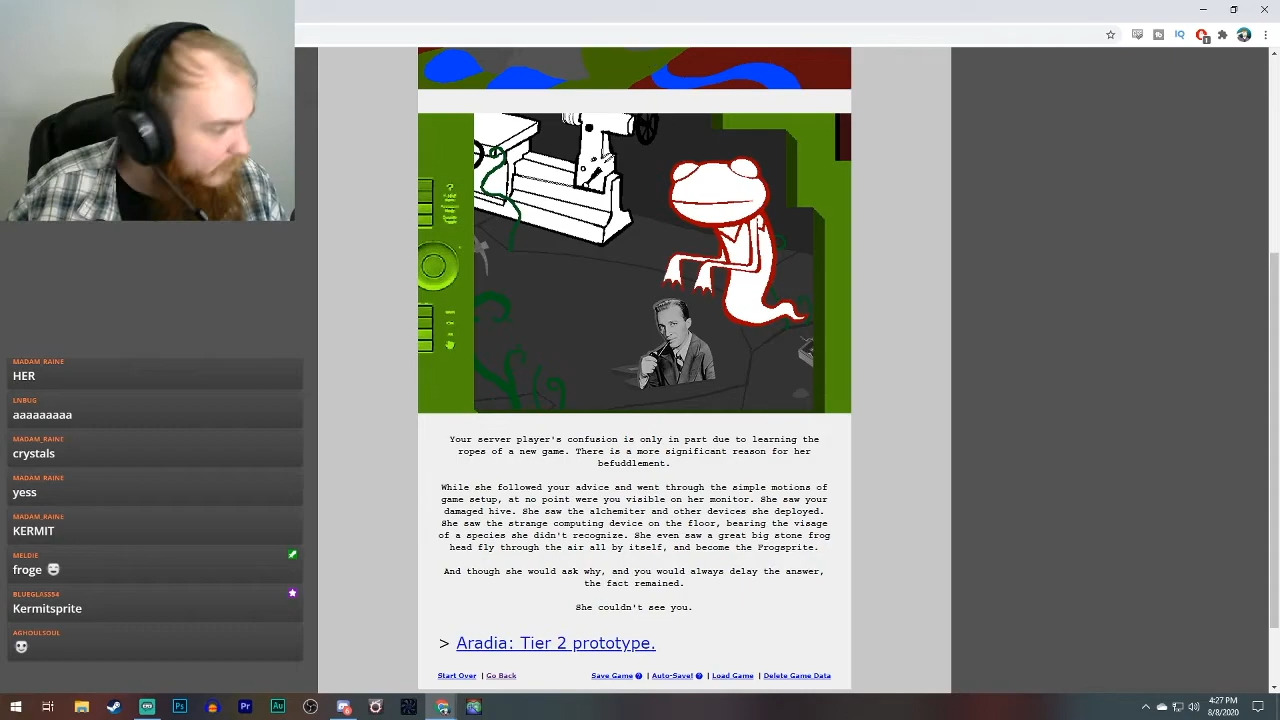 MADAM_RAINE
HER
LNBUG
aaaaaaaaa
MADAM_RAINE
crystals
MADAM_RAINE
yess
MADAM_RAINE
KERMIT
MELDIE
froge
BLUEGLASS54
Kermitsprite
AGHOULSOUL
IQ
1
?
Your server player's confusion is only in part due to learning the
ropes of a new game. There is a more significant reason for her
befuddlement.
While she followed your advice and went through the simple motions of
game setup, at no point were you visible on her monitor. She saw your
damaged hive. She saw the alchemiter and other devices she deployed.
She saw the strange computing device on the floor, bearing the visage
of a species she didn't recognize. She even saw a great big stone frog
head fly through the air all by itself, and become the Frogsprite.
And though she would ask why, and you would always delay the answer,
the fact remained.
She couldn't see you.
> Aradia: Tier 2 prototype.
Start Over | Go Back Save Game ? | Auto-Save! ? | Load Game | Delete Game Data
Ps Pr Au
4:27 PM
8/8/2020